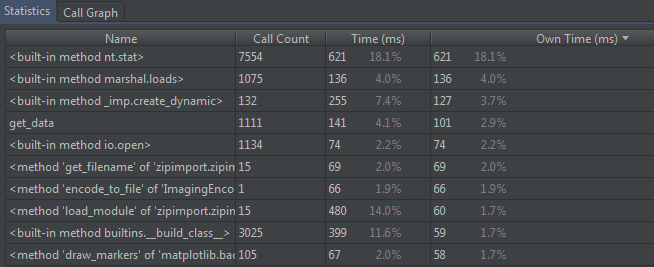 Statistics Call Graph
Name Call Count Time (ms) Own Time (ms)
<built-in method nt.stat> 7554 621 18.1% 621 18.1%
<built-in method marshal.loads> 1075 136 4.0% 136 4.0%
<built-in method _imp.create_dynamic> 132 255 7.4% 127 3.7%
get_data 1111 141 4.1% 101 2.9%
<built-in method io.open> 1134 74 2.2% 74 2.2%
<method 'get_filename' of 'zipimport.zipim 15 69 2.0% 69 2.0%
<method 'encode_to_file' of 'ImagingEnco 1 66 1.9% 66 1.9%
<method 'load_module' of 'zipimport.zipim 15 480 14.0% 60 1.7%
<built-in method builtins.__build_class__> 3025 399 11.6% 59 1.7%
<method 'draw_markers' of 'matplotlib.bac 105 67 2.0% 58 1.7%